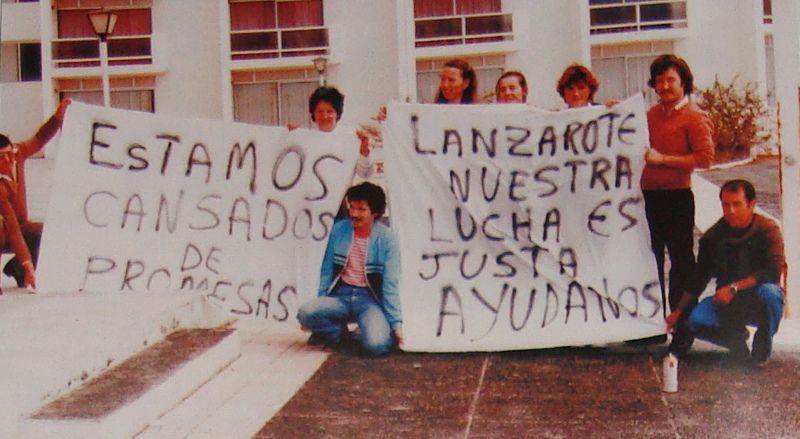 EsTAMOS
CANSADOS
DE
PROMESAS
LANZAROTE
NUESTRA
LUCHA ES
JUSTA
AYUDANOS